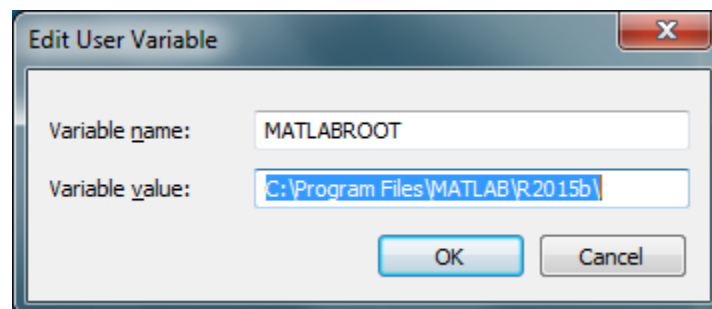 Edit User Variable
Variable name: MATLABROOT
Variable value: C:\Program Files\MATLAB\R2015b\
OK Cancel